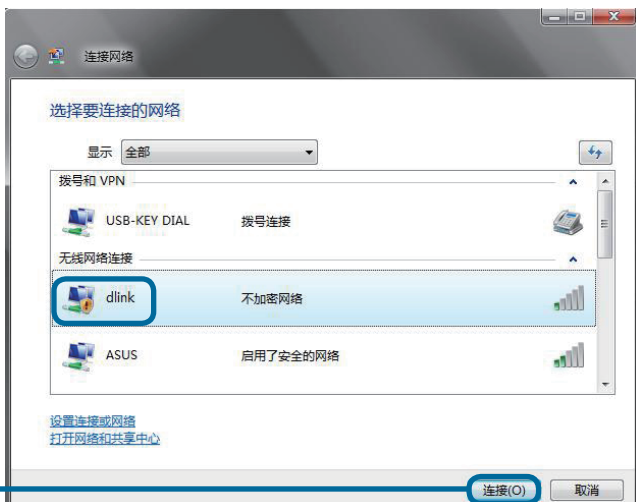 连接网络
选择要连接的网络
显示 全部
拨号和 VPN
USB-KEY DIAL 拨号连接
无线网络连接
dlink 不加密网络
ASUS 启用了安全的网络
设置连接或网络
打开网络和共享中心
连接(O) 取消